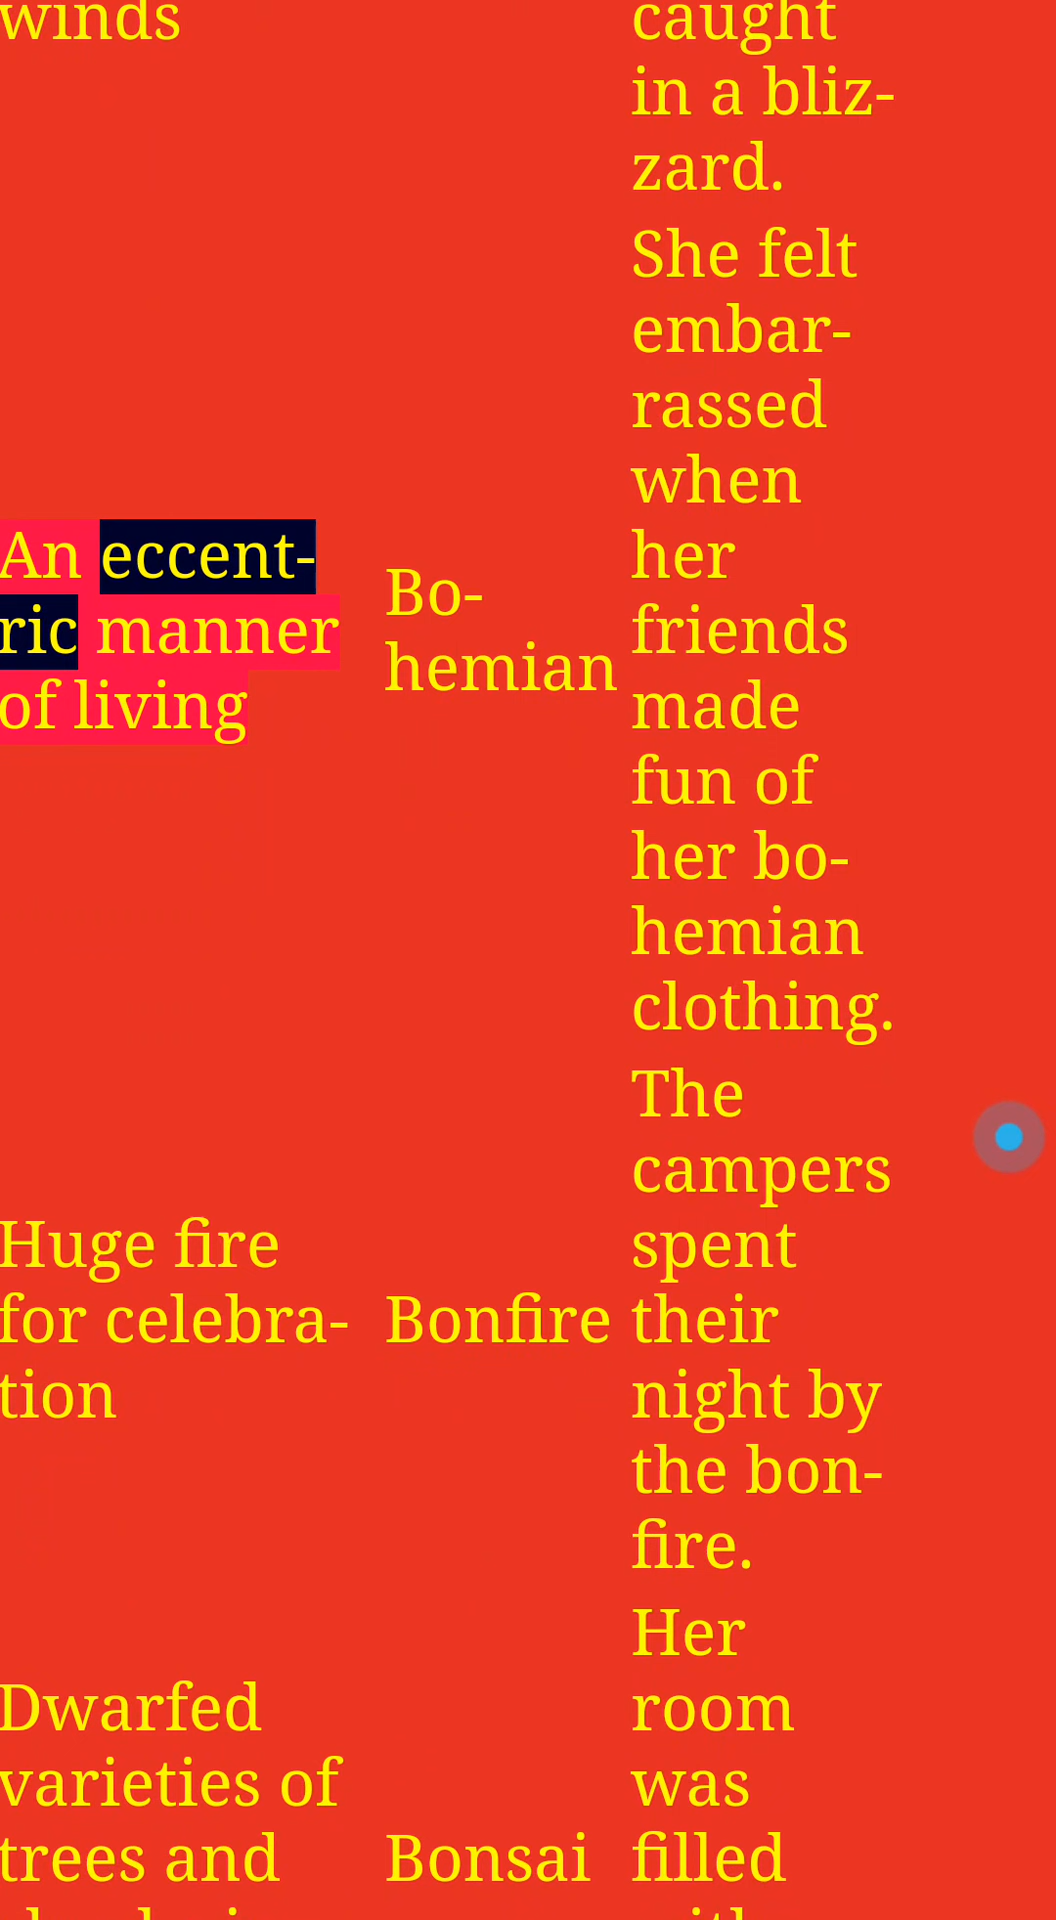 winds
caught
in a bliz-
zard.
An eccent-
ric manner
of living
Bo-
hemian
She felt
embar-
rassed
when
her
friends
made
fun of
her bo-
hemian
clothing.
Huge fire
for celebra-
tion
Bonfire
The
campers
spent
their
night by
the bon-
fire.
Dwarfed
varieties of
trees and
Bonsai
Her
room
was
filled